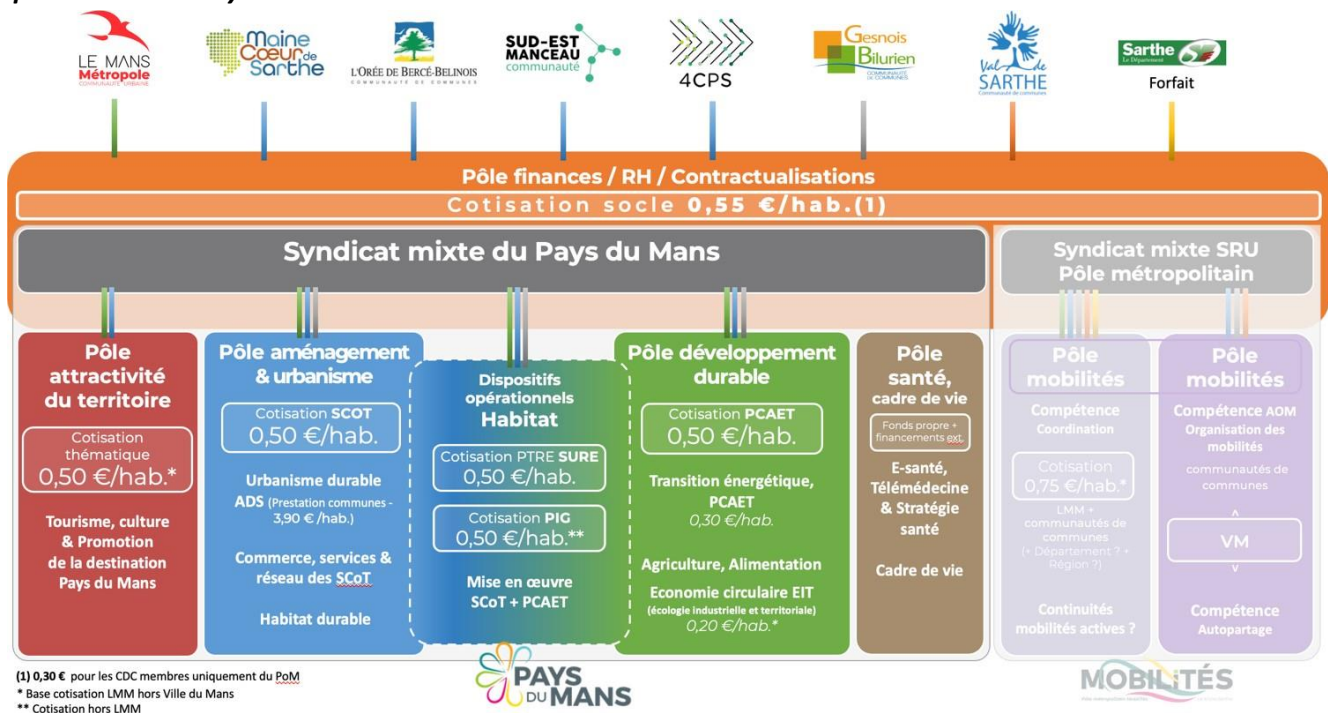 LE MANS
Métropole
COMMUNAUTÉ URBAINE
Maine
Cœur de
Sarthe
L'ORÉE DE BERCÉ-BELINOIS
COMMUNAUTÉ DE COMMUNES
SUD-EST
MANCEAU
communauté
4CPS
Gesnois
Bilurien
COMMUNAUTÉ
DE COMMUNES
Val de
SARTHE
Communauté de communes
Sarthe
Le Département
Forfait
Pôle finances / RH / Contractualisations
Cotisation socle 0,55 €/hab.(1)
Syndicat mixte du Pays du Mans
Syndicat mixte SRU
Pôle métropolitain
Pôle
attractivité
du territoire
Cotisation
thématique
0,50 €/hab.*
Tourisme, culture
& Promotion
de la destination
Pays du Mans
Pôle aménagement
& urbanisme
Cotisation SCOT
0,50 €/hab.
Urbanisme durable
ADS (Prestation communes -
3,90 € /hab.)
Commerce, services &
réseau des SCoT
Habitat durable
Dispositifs
opérationnels
Habitat
Cotisation PTRE SURE
0,50 €/hab.
Cotisation PIG
0,50 €/hab.**
Mise en œuvre
SCoT + PCAET
Pôle développement
durable
Cotisation PCAET
0,50 €/hab.
Transition énergétique,
PCAET
0,30 €/hab.
Agriculture, Alimentation
Economie circulaire EIT
(écologie industrielle et territoriale)
0,20 €/hab.*
Pôle
santé,
cadre de vie
Fonds propre +
financements ext.
E-santé,
Télémédecine
& Stratégie
santé
Cadre de vie
Pôle
mobilités
Compétence
Coordination
Cotisation
0,75 €/hab.*
LMM +
communautés de
communes
(+ Département ? +
Région ?)
Continuités
mobilités actives ?
Pôle
mobilités
Compétence AOM
Organisation des
mobilités
communautés de
communes
^
VM
v
Compétence
Autopartage
(1) 0,30 € pour les CDC membres uniquement du PoM
* Base cotisation LMM hors Ville du Mans
** Cotisation hors LMM
PAYS
DU MANS
MOBILITÉS